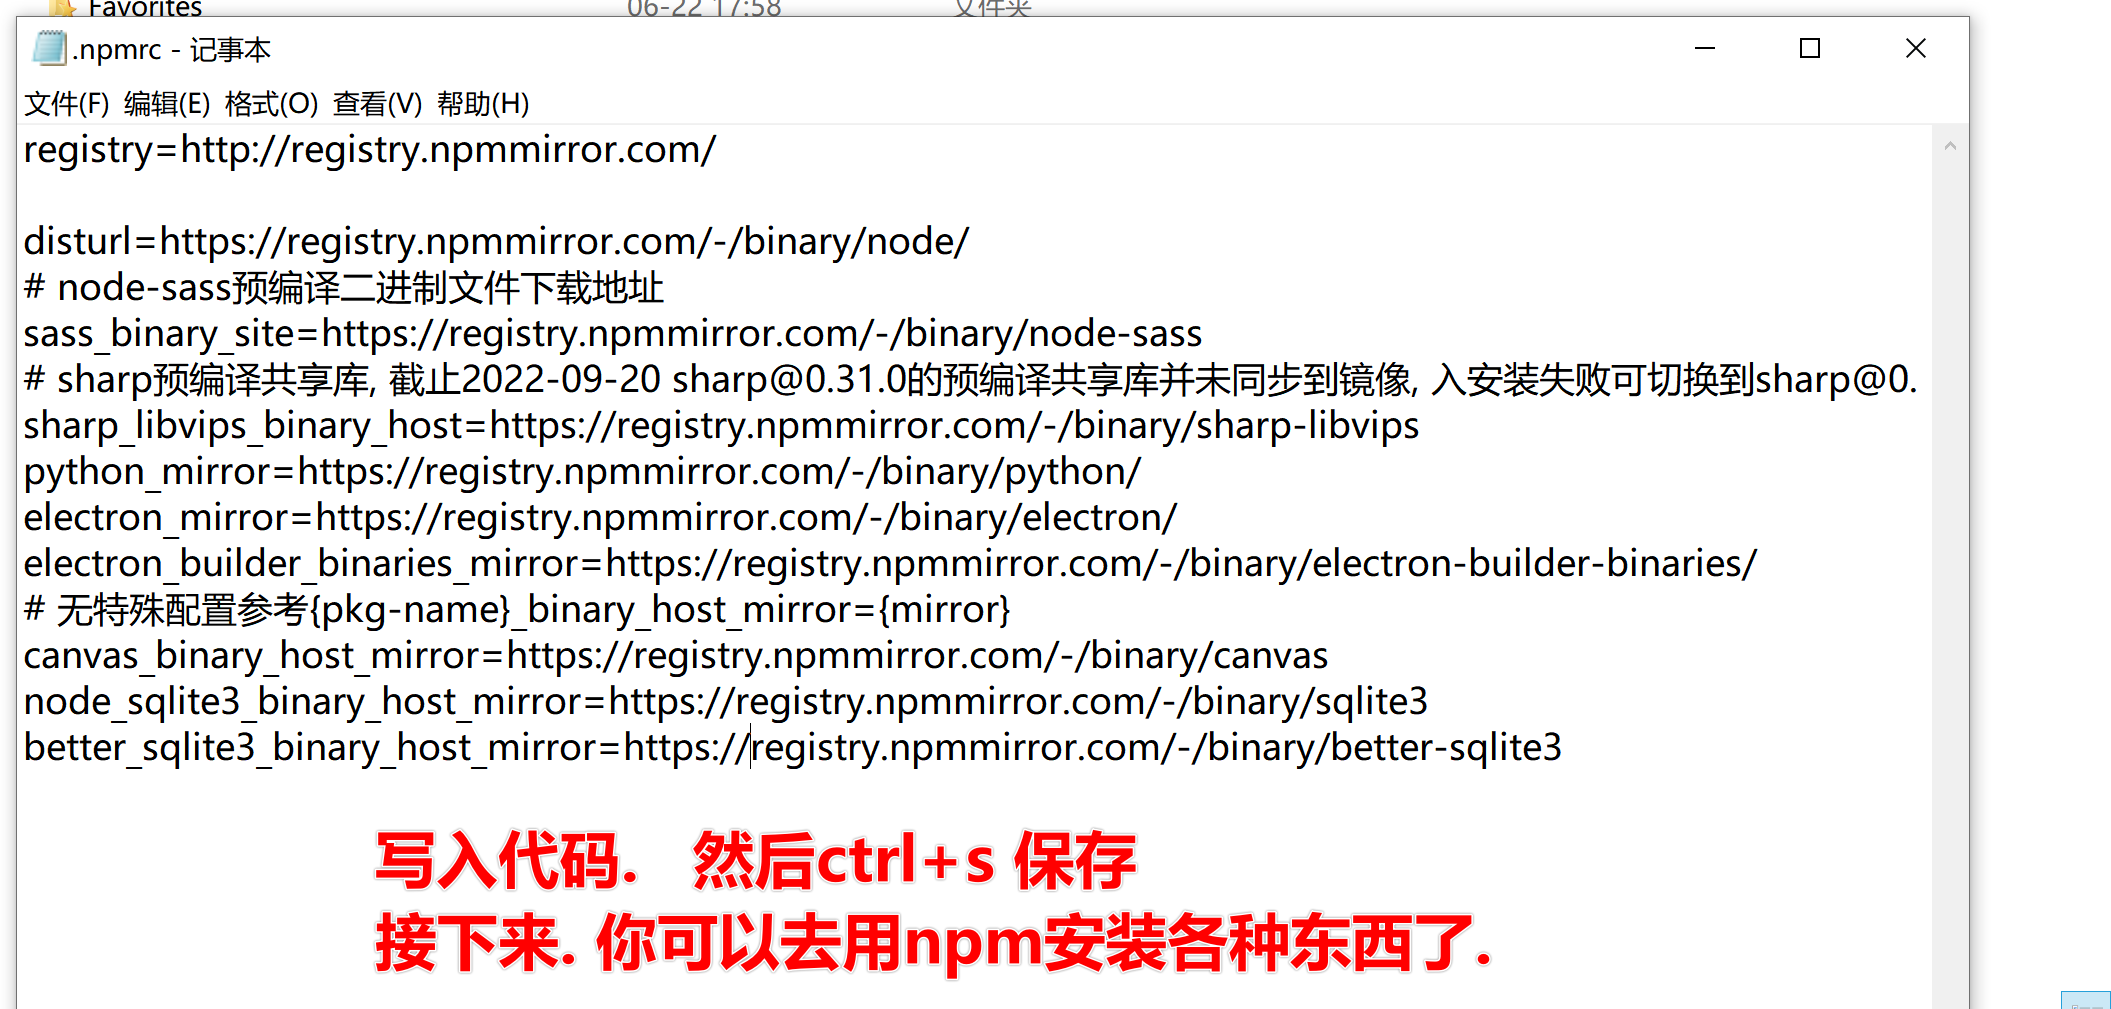 Favorites 06-22 17:58 文件夹
.npmrc - 记事本
文件(F) 编辑(E) 格式(O) 查看(V) 帮助(H)
registry=http://registry.npmmirror.com/
disturl=https://registry.npmmirror.com/-/binary/node/
# node-sass预编译二进制文件下载地址
sass_binary_site=https://registry.npmmirror.com/-/binary/node-sass
# sharp预编译共享库, 截止2022-09-20 sharp@0.31.0的预编译共享库并未同步到镜像, 入安装失败可切换到sharp@0.
sharp_libvips_binary_host=https://registry.npmmirror.com/-/binary/sharp-libvips
python_mirror=https://registry.npmmirror.com/-/binary/python/
electron_mirror=https://registry.npmmirror.com/-/binary/electron/
electron_builder_binaries_mirror=https://registry.npmmirror.com/-/binary/electron-builder-binaries/
# 无特殊配置参考{pkg-name}_binary_host_mirror={mirror}
canvas_binary_host_mirror=https://registry.npmmirror.com/-/binary/canvas
node_sqlite3_binary_host_mirror=https://registry.npmmirror.com/-/binary/sqlite3
better_sqlite3_binary_host_mirror=https://registry.npmmirror.com/-/binary/better-sqlite3
写入代码. 然后ctrl+s 保存
接下来. 你可以去用npm安装各种东西了.